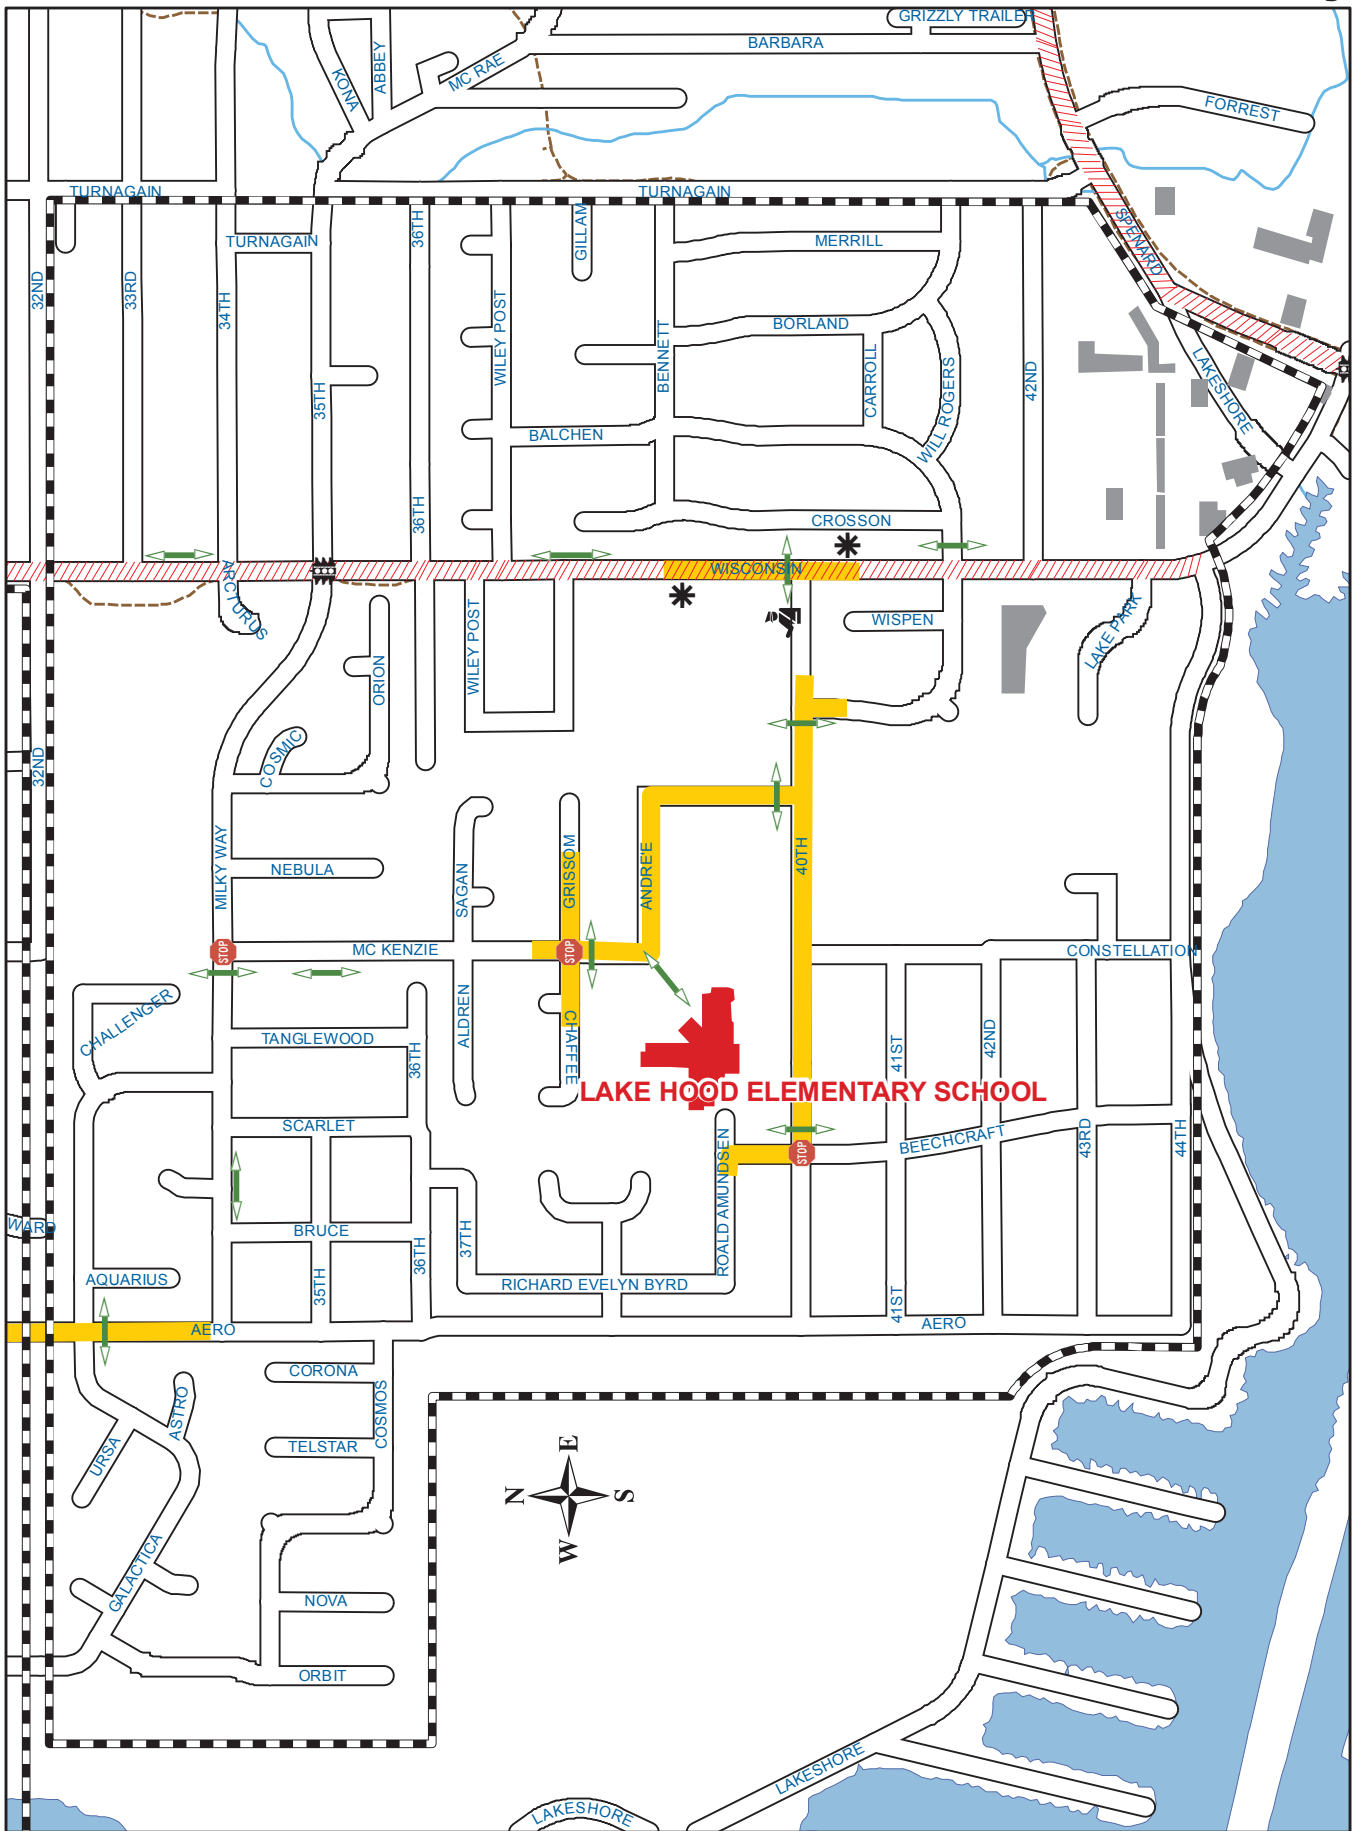 GRIZZLY TRAILER
BARBARA
ABBEY
KONA
MC RAE
FORREST
TURNAGAIN
TURNAGAIN
TURNAGAIN
36TH
GILLAM
MERRILL
SPENARD
32ND
33RD
34TH
WILEY POST
BORLAND
BENNETT
CARROLL
WILL ROGERS
42ND
LAKESHORE
35TH
BALCHEN
36TH
CROSSON
WISCONSIN
ARCTURUS
WILEY POST
WISPEN
LAKE PARK
ORION
32ND
COSMIC
MILKY WAY
NEBULA
SAGAN
GRISSOM
ANDRE'E
40TH
STOP
MC KENZIE
STOP
CONSTELLATION
CHALLENGER
TANGLEWOOD
36TH
ALDREN
CHAFFEE
41ST
42ND
LAKE HOOD ELEMENTARY SCHOOL
SCARLET
STOP
BEECHCRAFT
43RD
44TH
WARD
BRUCE
36TH
37TH
ROALD AMUNDSEN
AQUARIUS
35TH
RICHARD EVELYN BYRD
41ST
AERO
AERO
CORONA
ASTRO
COSMOS
URSA
TELSTAR
E
N
S
W
GALACTICA
NOVA
ORBIT
LAKESHORE
LAKESHORE